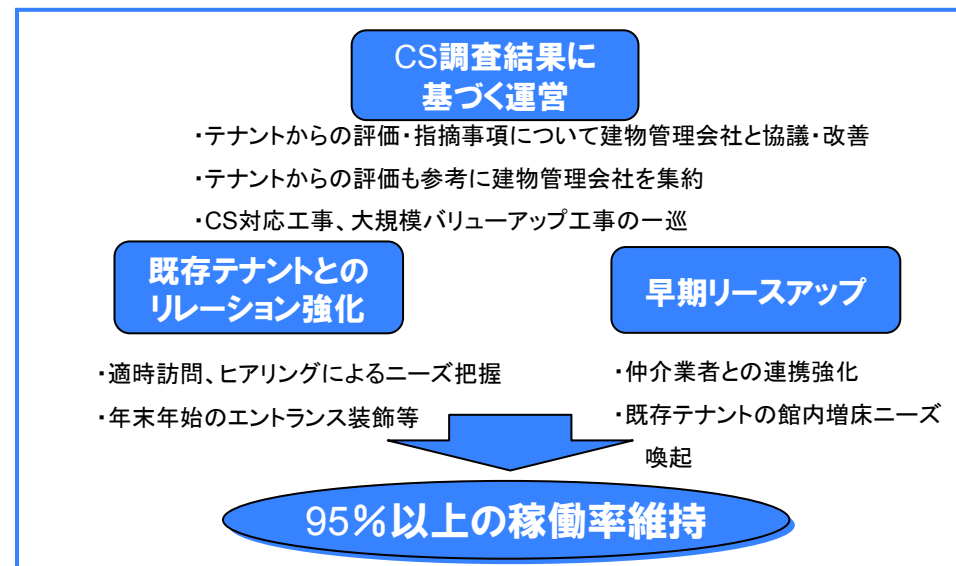 CS調査結果に
基づく運営
・テナントからの評価・指摘事項について建物管理会社と協議・改善
・テナントからの評価も参考に建物管理会社を集約
・CS対応工事、大規模バリューアップ工事の一巡
既存テナントとの
リレーション強化
・適時訪問、ヒアリングによるニーズ把握
・年末年始のエントランス装飾等
早期リースアップ
・仲介業者との連携強化
・既存テナントの館内増床ニーズ
喚起
95%以上の稼働率維持